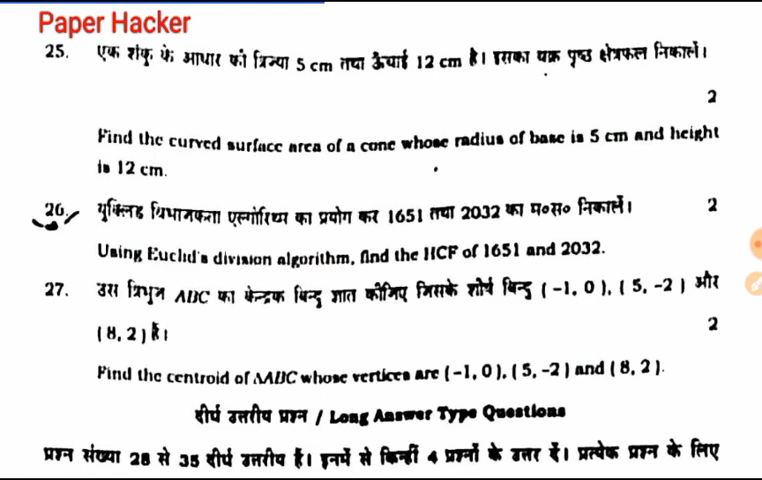 Paper Hacker
25. एक शंकु के आधार की त्रिज्या 5 cm तथा ऊँचाई 12 cm है। इसका वक्र पृष्ठ क्षेत्रफल निकालें।
2
Find the curved surface area of a cone whose radius of base is 5 cm and height
is 12 cm.
26. युक्लिड विभाजकता एल्गोरिथ्म का प्रयोग कर 1651 तथा 2032 का म०स० निकालें। 2
Using Euclid's division algorithm, find the HCF of 1651 and 2032.
27. उस त्रिभुज ABC का केन्द्रक बिन्दु ज्ञात कीजिए जिसके शीर्ष बिन्दु ( –1, 0 ), ( 5, –2 ) और
( 8, 2 ) है। 2
Find the centroid of ΔABC whose vertices are ( –1, 0 ), ( 5, –2 ) and ( 8, 2 ).
दीर्घ उत्तरीय प्रश्न / Long Answer Type Questions
प्रश्न संख्या 28 से 35 दीर्घ उत्तरीय हैं। इनमें से किन्हीं 4 प्रश्नों के उत्तर दें। प्रत्येक प्रश्न के लिए